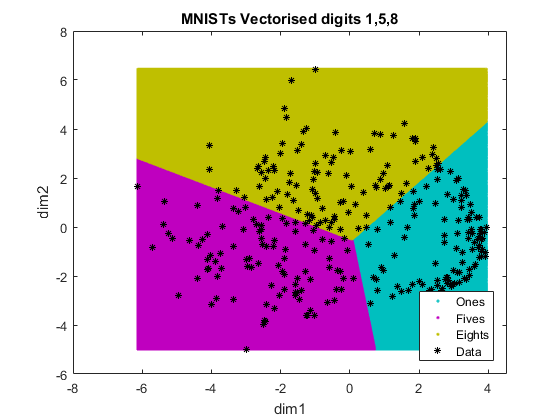 MNISTs Vectorised digits 1,5,8
8
6
4
2
0
-2
-4
-6
dim2
-8
-6
-4
-2
0
2
4
dim1
Ones
Fives
Eights
Data